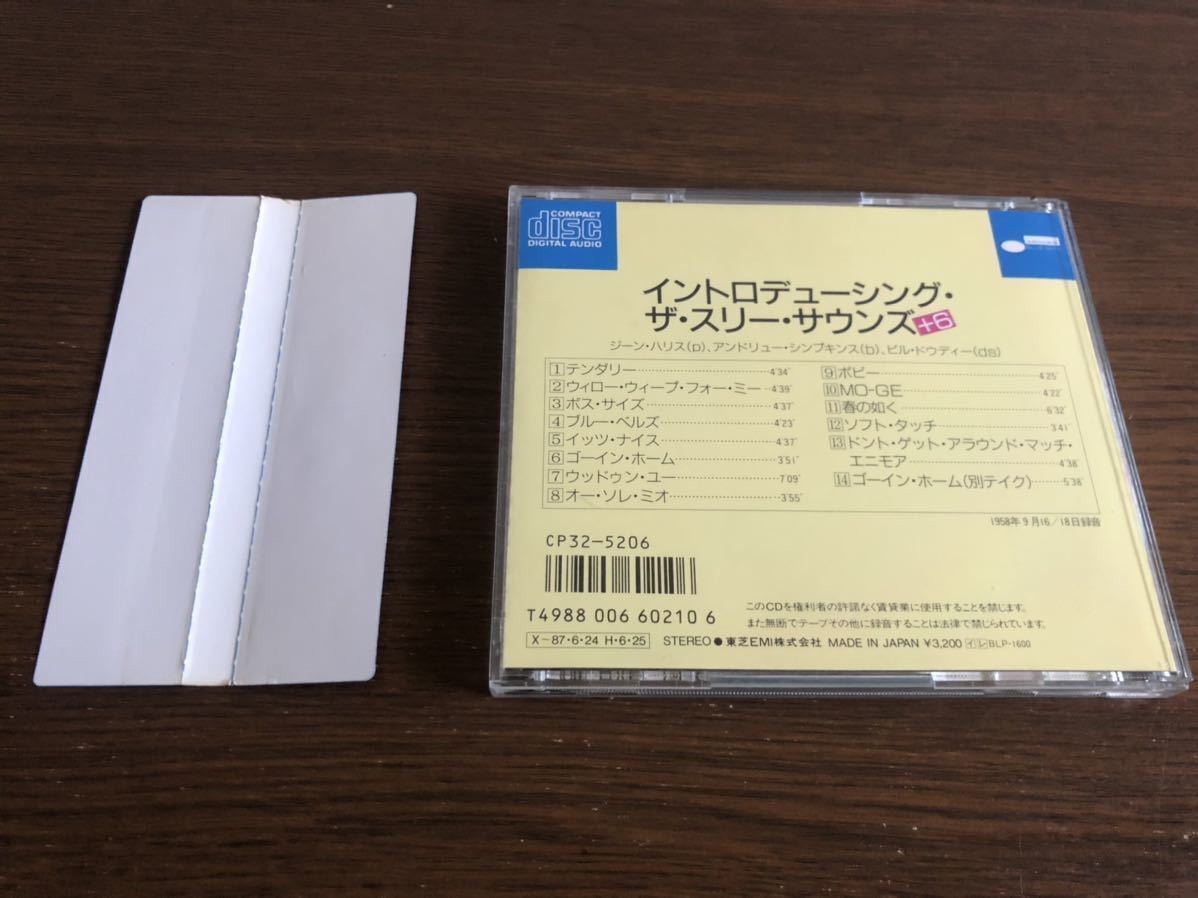 COMPACT
disc
DIGITAL AUDIO
イントロデューシング・
ザ・スリー・サウンズ +6
ジーン・ハリス(p)、アンドリュー・シンプキンス(b)、ビル・ドウディー(ds)
1 テンダリー 4'34"
2 ウィロー・ウィープ・フォー・ミー 4'39"
3 ボス・サイズ 4'37"
4 ブルー・ベルズ 4'23"
5 イッツ・ナイス 4'37"
6 ゴーイン・ホーム 3'51"
7 ウッドゥン・ユー 7'09"
8 オー・ソレ・ミオ 3'55"
9 ボビー 4'25"
10 MO-GE 4'22"
11 春の如く 6'32"
12 ソフト・タッチ 3'41"
13 ドント・ゲット・アラウンド・マッチ・
エニモア 4'38"
14 ゴーイン・ホーム(別テイク) 5'38"
1958年9月16/18日録音
CP32-5206
T4988 006 60210 6
このCDを権利者の許諾なく賃貸業に使用することを禁じます。
また無断でテープその他に録音することは法律で禁じられています。
X-87・6・24 H・6・25 STEREO ● 東芝EMI株式会社 MADE IN JAPAN ¥3,200 イレ BLP-1600